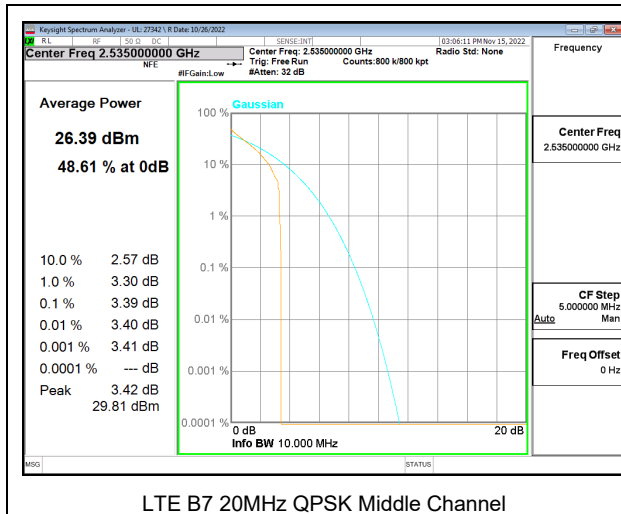 Keysight Spectrum Analyzer - UL: 27342 \ R Date: 10/26/2022
RL RF 50 Ω DC SENSE:INT 03:06:11 PM Nov 15, 2022
Center Freq 2.535000000 GHz
NFE
#IFGain:Low
Center Freq: 2.535000000 GHz Radio Std: None
Trig: Free Run Counts:800 k/800 kpt
#Atten: 32 dB
Average Power
26.39 dBm
48.61 % at 0dB
10.0 % 2.57 dB
1.0 % 3.30 dB
0.1 % 3.39 dB
0.01 % 3.40 dB
0.001 % 3.41 dB
0.0001 % --- dB
Peak 3.42 dB
29.81 dBm
Gaussian
100 %
10 %
1 %
0.1 %
0.01 %
0.001 %
0.0001 %
0 dB 20 dB
Info BW 10.000 MHz
Frequency
Center Freq
2.535000000 GHz
CF Step
5.000000 MHz
Auto Man
Freq Offset
0 Hz
MSG STATUS
LTE B7 20MHz QPSK Middle Channel